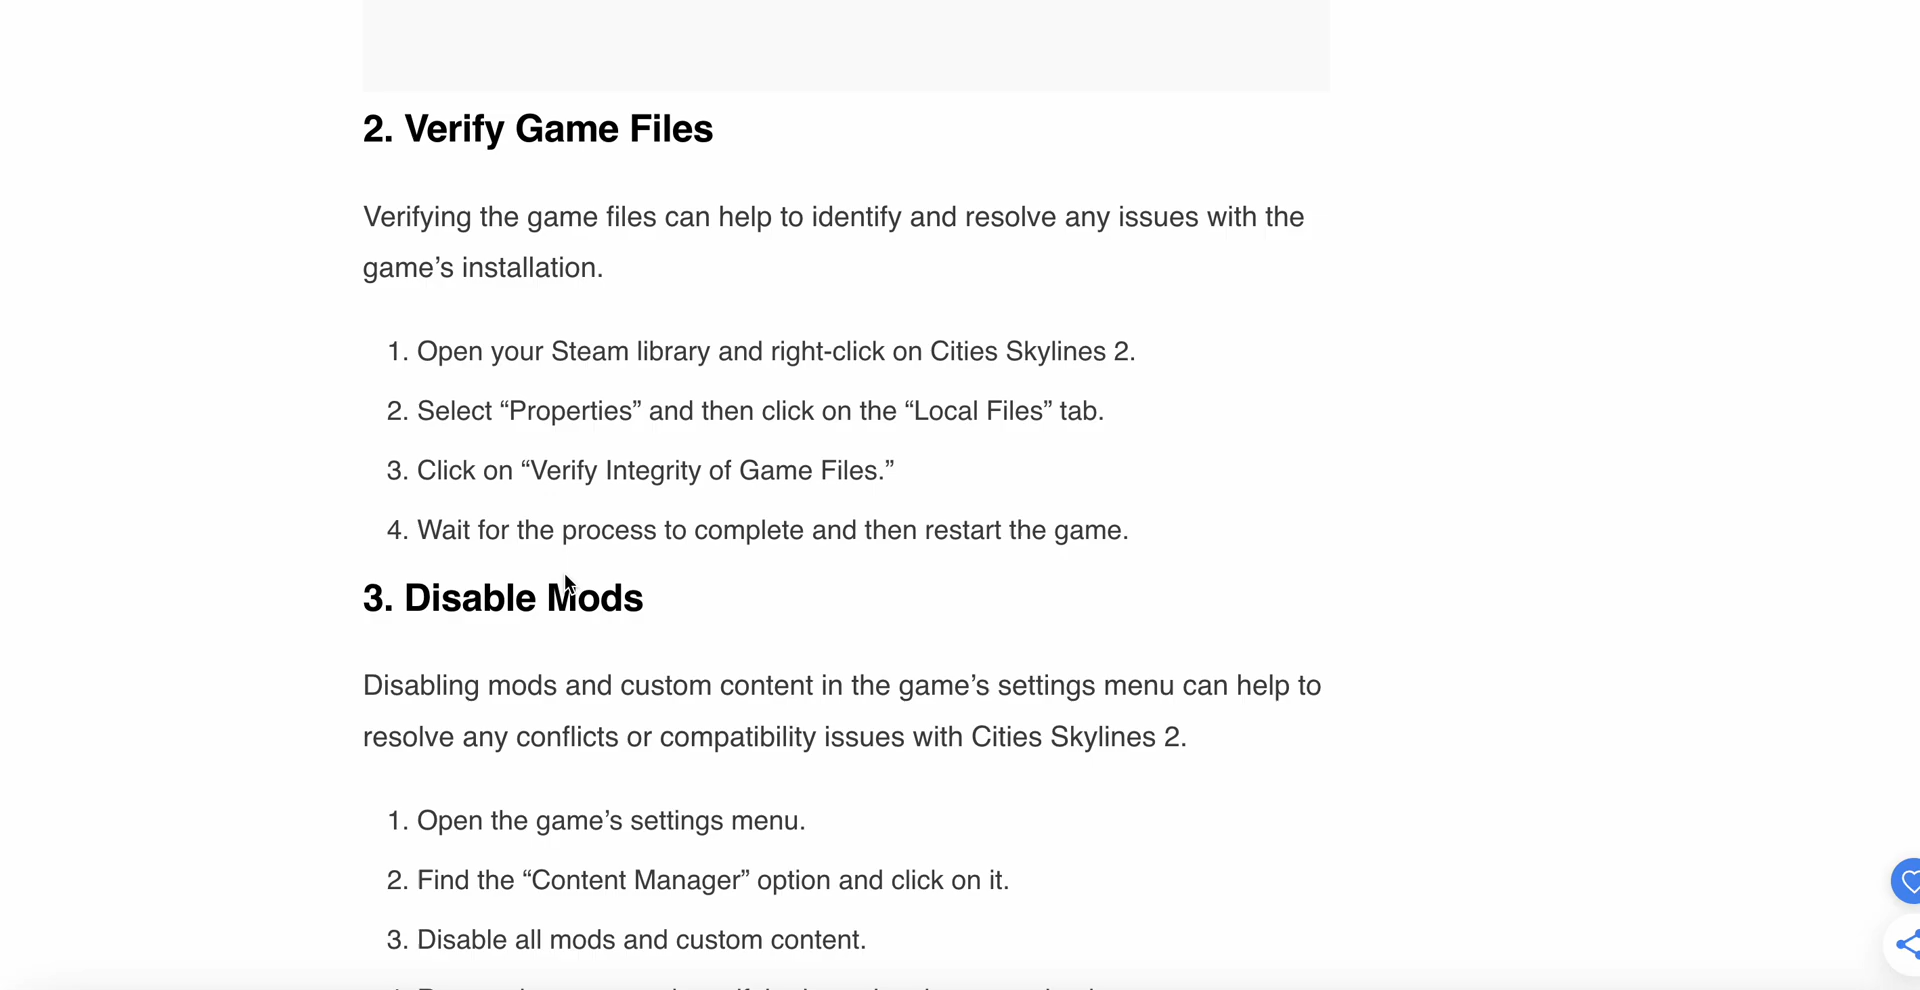 2. Verify Game Files
Verifying the game files can help to identify and resolve any issues with the
game’s installation.
1. Open your Steam library and right-click on Cities Skylines 2.
2. Select “Properties” and then click on the “Local Files” tab.
3. Click on “Verify Integrity of Game Files.”
4. Wait for the process to complete and then restart the game.
3. Disable Mods
Disabling mods and custom content in the game’s settings menu can help to
resolve any conflicts or compatibility issues with Cities Skylines 2.
1. Open the game’s settings menu.
2. Find the “Content Manager” option and click on it.
3. Disable all mods and custom content.